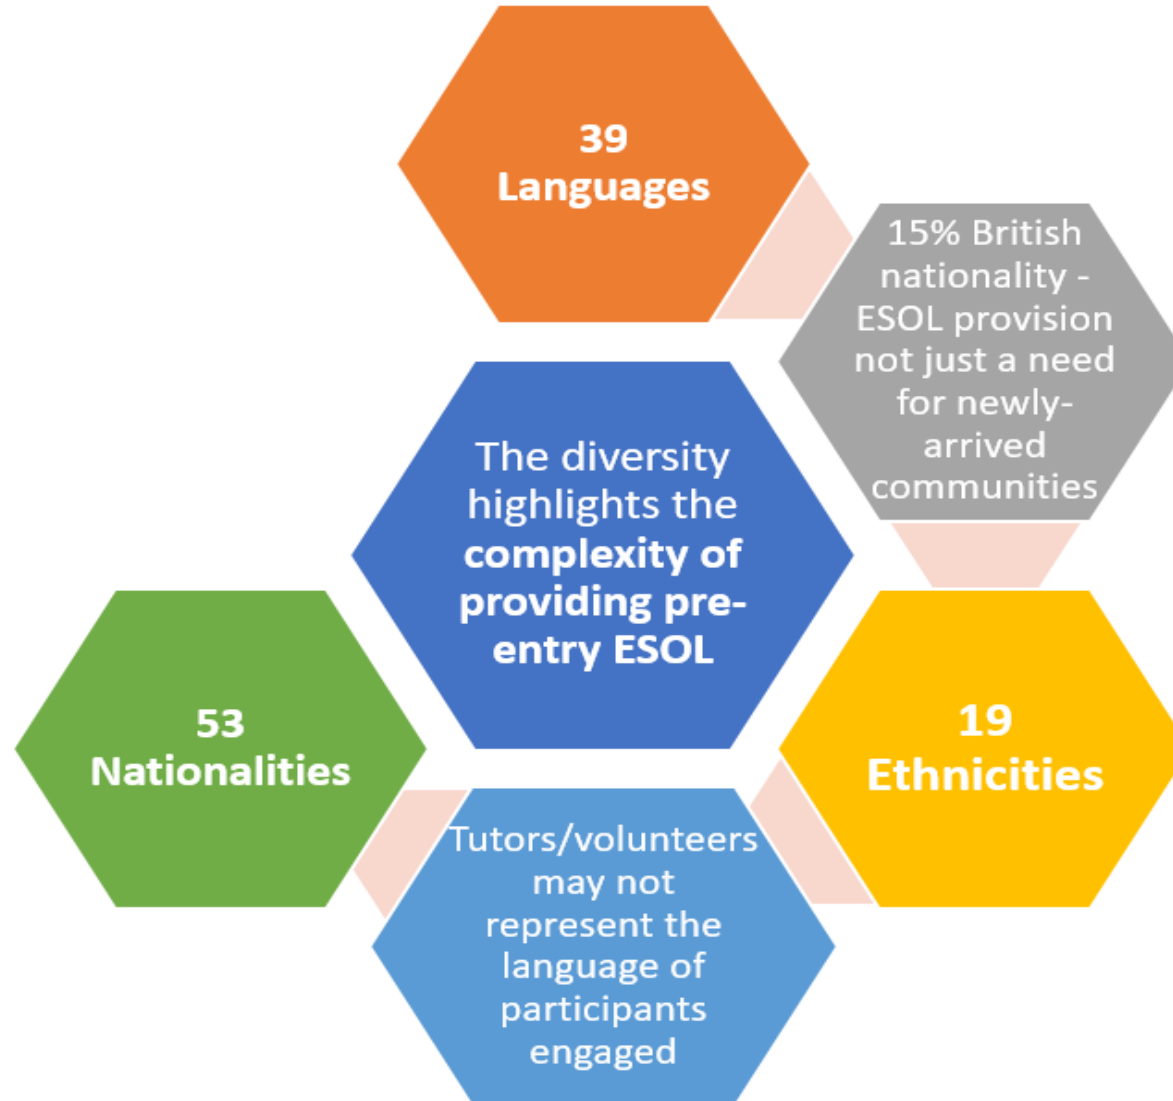 39
Languages
15% British
nationality -
ESOL provision
not just a need
for newly-
arrived
communities
The diversity
highlights the
complexity of
providing pre-
entry ESOL
53
Nationalities
19
Ethnicities
Tutors/volunteers
may not
represent the
language of
participants
engaged